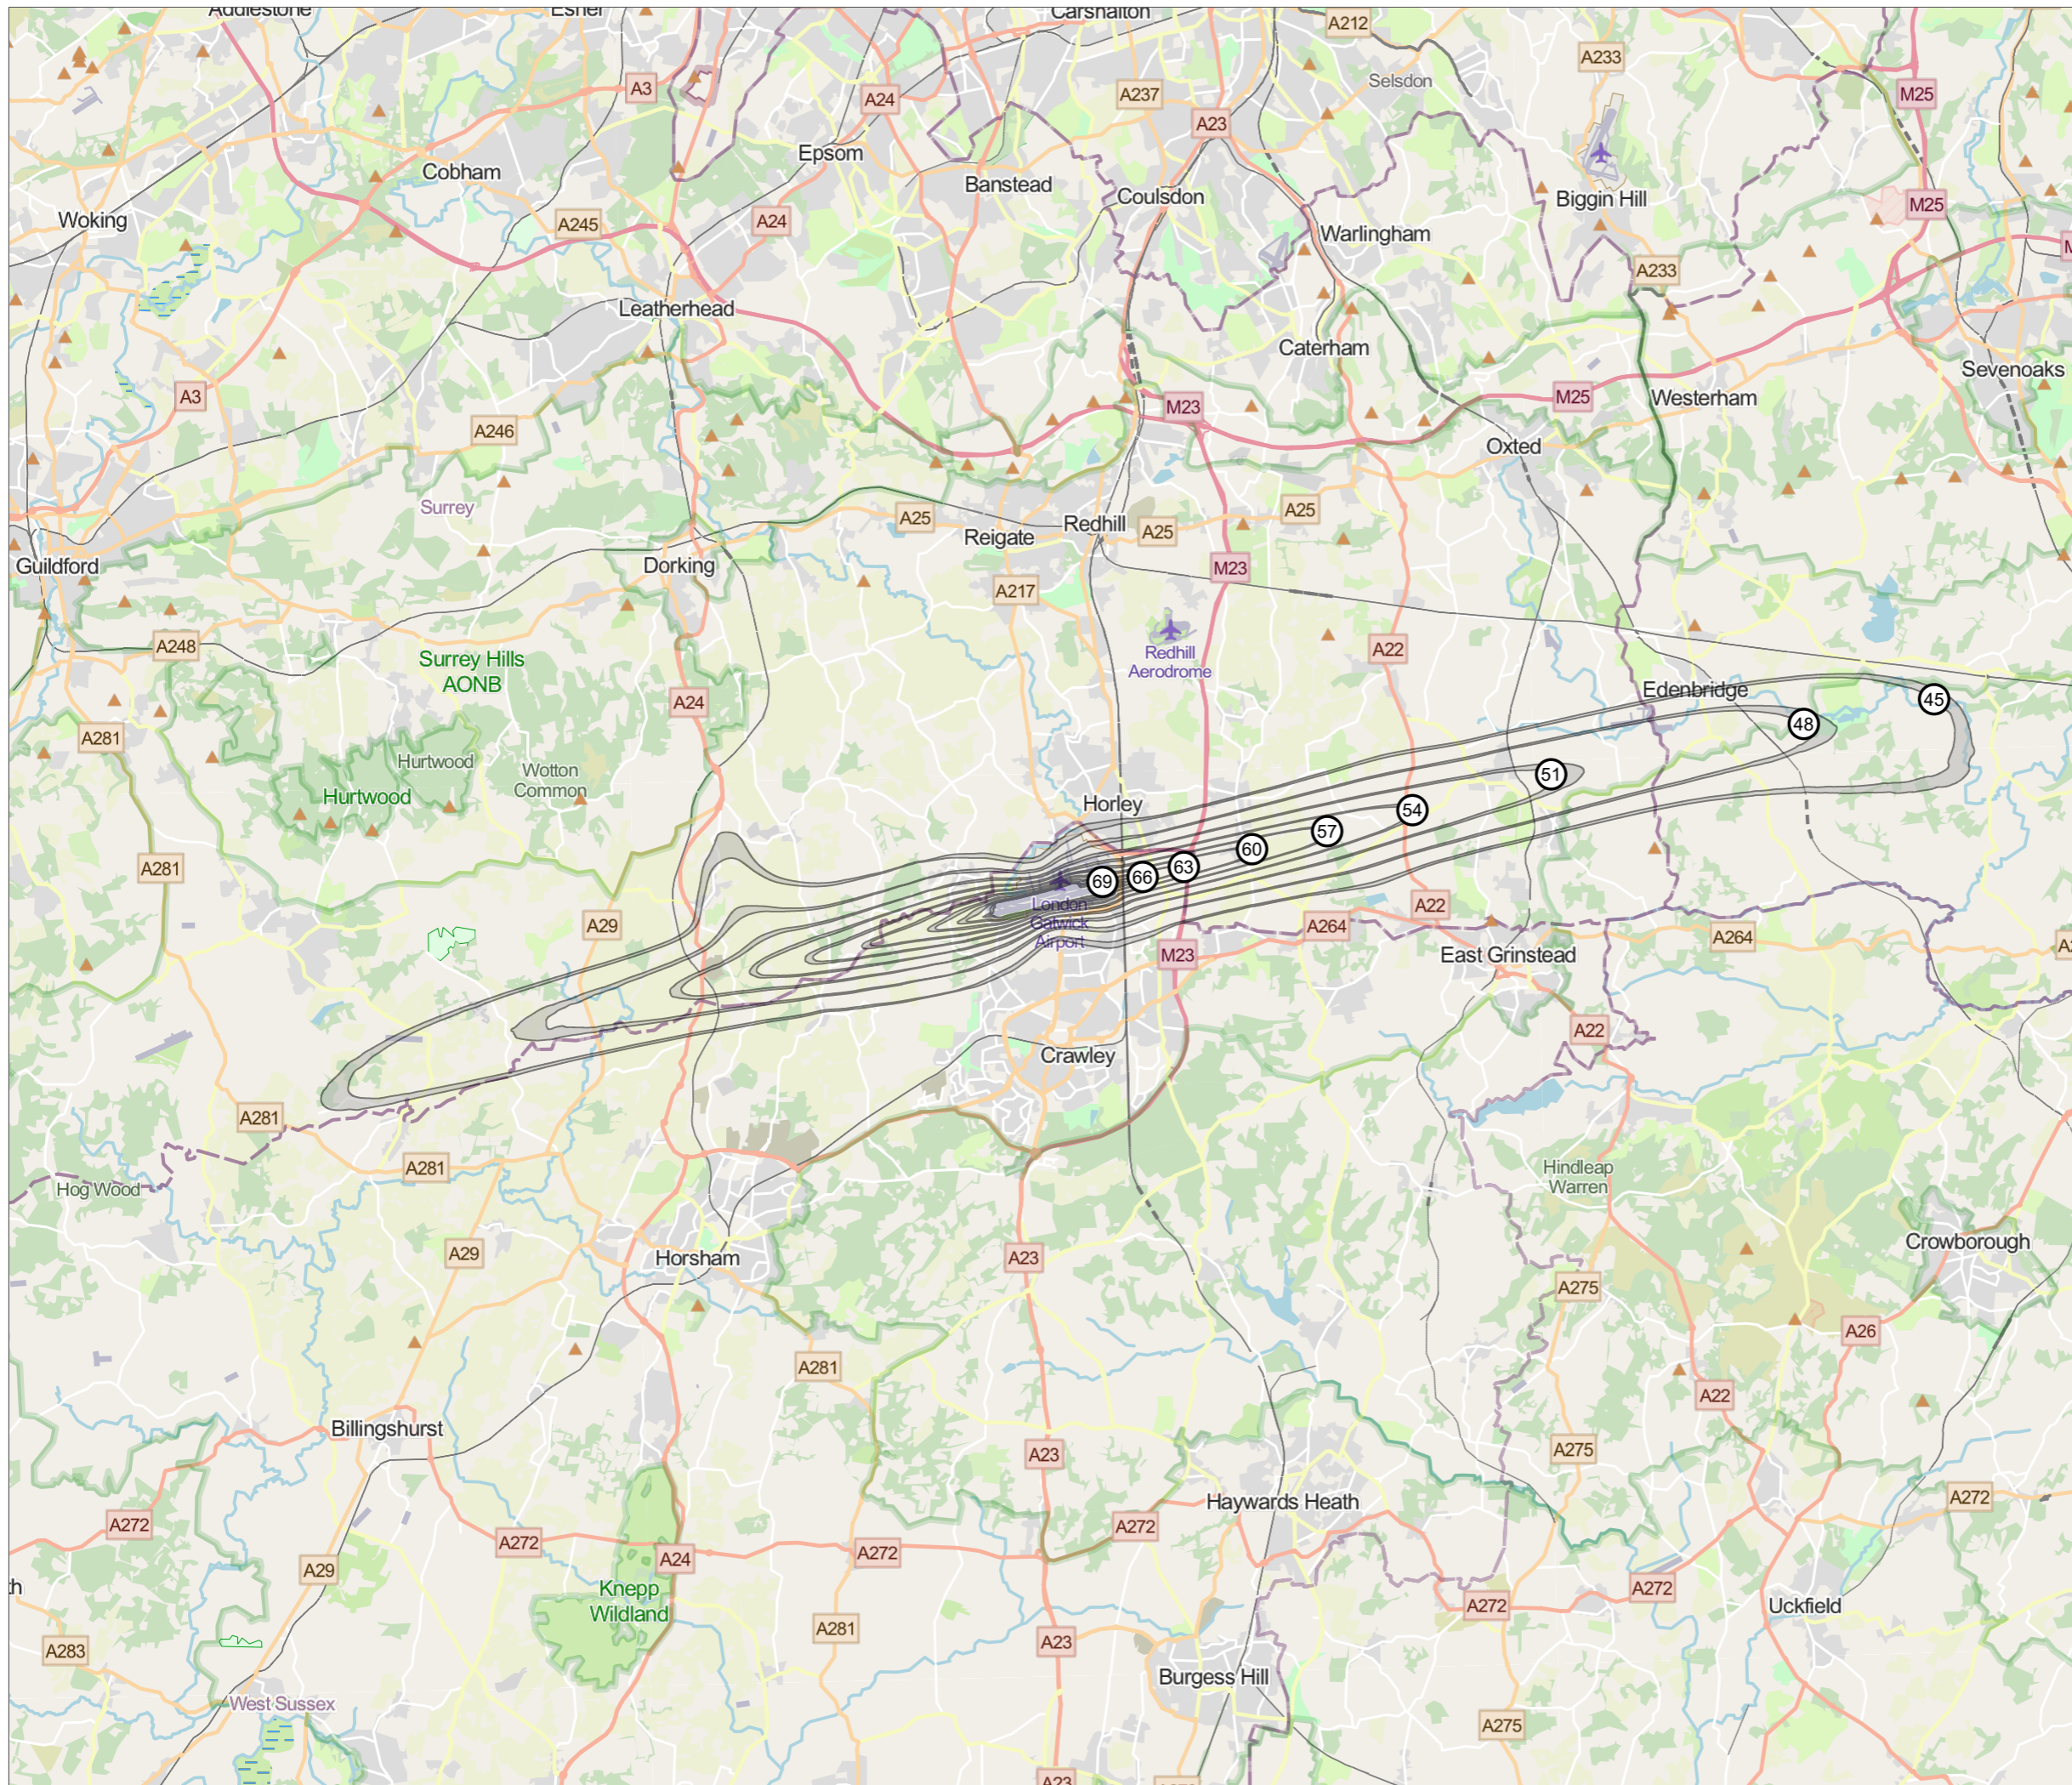 Addlestone
Esher
Carshalton
A212
A233
A3
A24
A237
Selsdon
M25
A23
Epsom
Cobham
Banstead
Coulsdon
Biggin Hill
M25
Woking
A245
A24
Warlingham
A233
Leatherhead
Caterham
Sevenoaks
A3
M23
M25
Westerham
A246
Oxted
Surrey
A25
Reigate
Redhill
A25
A25
Guildford
Dorking
A217
M23
A248
Surrey Hills
AONB
Redhill
Aerodrome
A22
A24
Edenbridge
45
48
A281
Hurtwood
Wotton
Common
Hurtwood
51
Horley
54
57
60
63
66
69
A281
London
Gatwick
Airport
A29
A264
A22
A264
M23
East Grinstead
A22
Crawley
A281
A281
Hog Wood
Hindleap
Warren
A29
Horsham
A23
Crowborough
A275
A26
A281
A22
Billingshurst
A23
A275
Haywards Heath
A272
A272
A272
A272
A24
A272
A29
Knepp
Wildland
A272
A272
Uckfield
A281
A283
A23
Burgess Hill
West Sussex
A275
A23